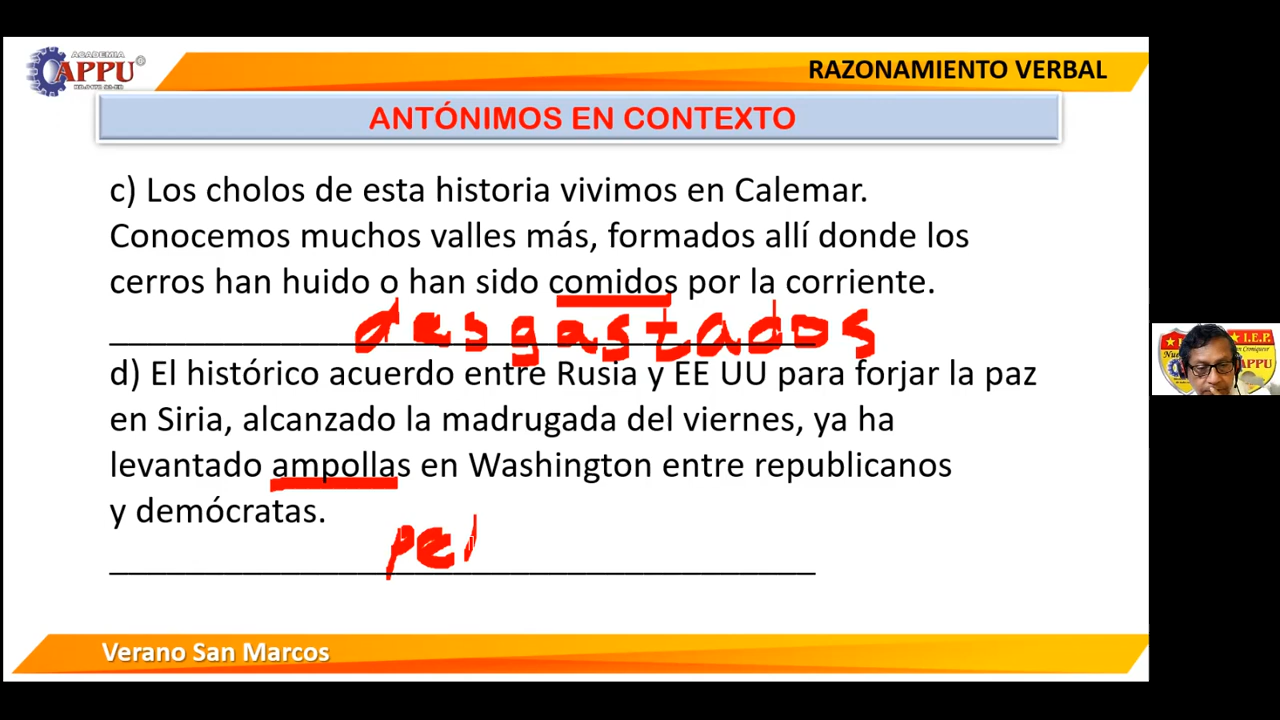 ACADEMIA
APPU
RAZONAMIENTO VERBAL
ANTÓNIMOS EN CONTEXTO
c) Los cholos de esta historia vivimos en Calemar.
Conocemos muchos valles más, formados allí donde los
cerros han huido o han sido comidos por la corriente.
desgastados
d) El histórico acuerdo entre Rusia y EE UU para forjar la paz
en Siria, alcanzado la madrugada del viernes, ya ha
levantado ampollas en Washington entre republicanos
y demócratas.
pel
Verano San Marcos
I.E.P.
APPU